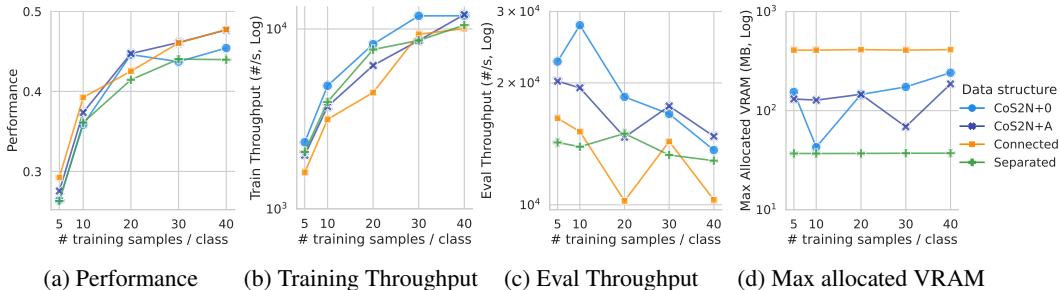 0.5
0.4
0.3
Performance
5 10 20 30 40
# training samples / class
(a) Performance
10⁴
10³
Train Throughput (#/s, Log)
5 10 20 30 40
# training samples / class
(b) Training Throughput
3 × 10⁴
2 × 10⁴
10⁴
Eval Throughput (#/s, Log)
5 10 20 30 40
# training samples / class
(c) Eval Throughput
10³
10²
10¹
Max Allocated VRAM (MB, Log)
5 10 20 30 40
# training samples / class
(d) Max allocated VRAM
Data structure
CoS2N+0
CoS2N+A
Connected
Separated